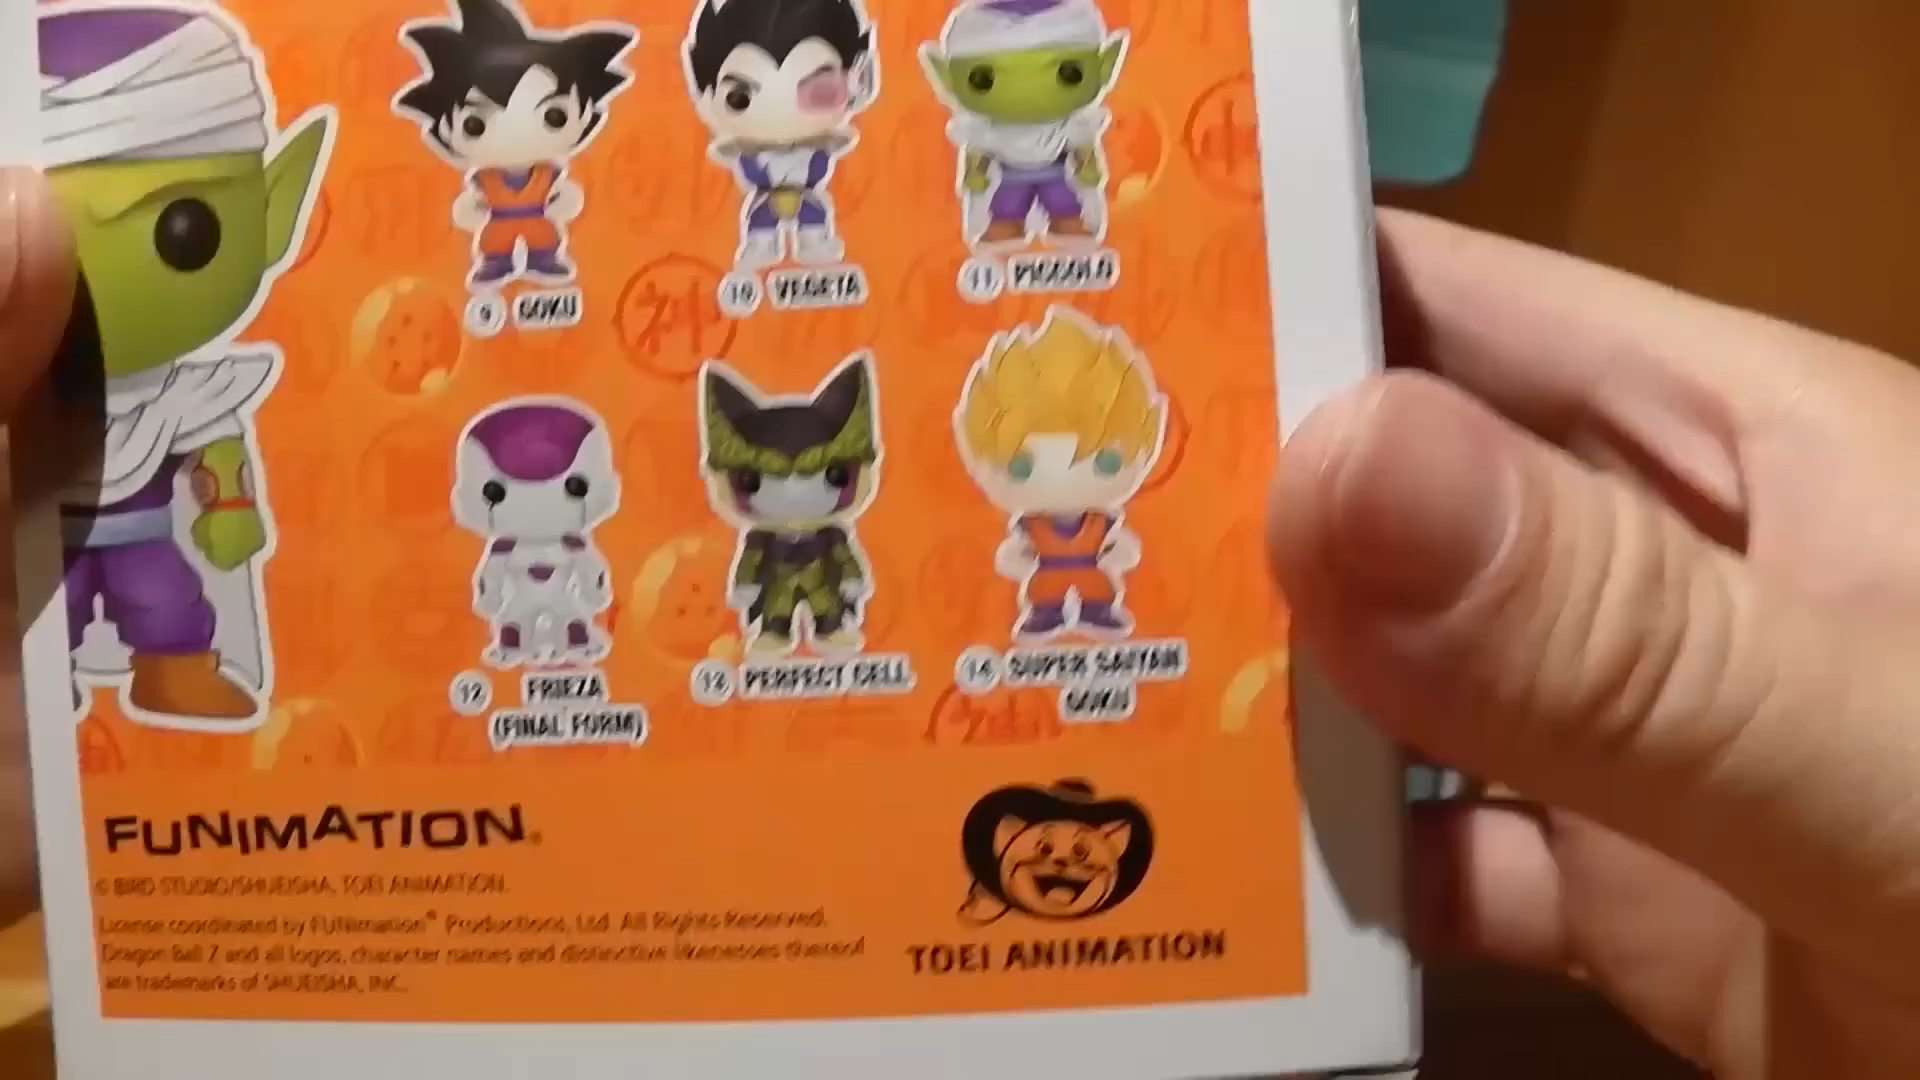 9 GOKU
10 VEGETA
11 PICCOLO
12 FRIEZA
(FINAL FORM)
13 PERFECT CELL
14 SUPER SAIYAN
GOKU
FUNIMATION®
© BIRD STUDIO/SHUEISHA, TOEI ANIMATION.
License coordinated by FUNimation® Productions, Ltd. All Rights Reserved.
Dragon Ball Z and all logos, character names and distinctive likenesses thereof
are trademarks of SHUEISHA, INC.
TOEI ANIMATION
神